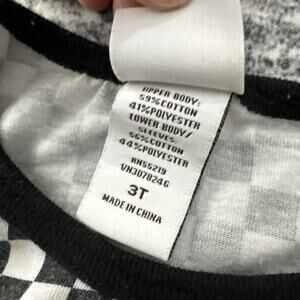 UPPER BODY:
59%COTTON
41%POLYESTER
LOWER BODY/
SLEEVES:
56%COTTON
44%POLYESTER
RN55219
VN307824G
3T
MADE IN CHINA